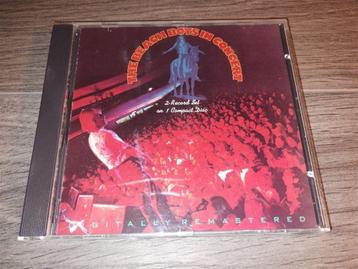 THE BEACH BOYS IN CONCERT
2-Record Set
on 1 Compact Disc
DIGITALLY REMASTERED